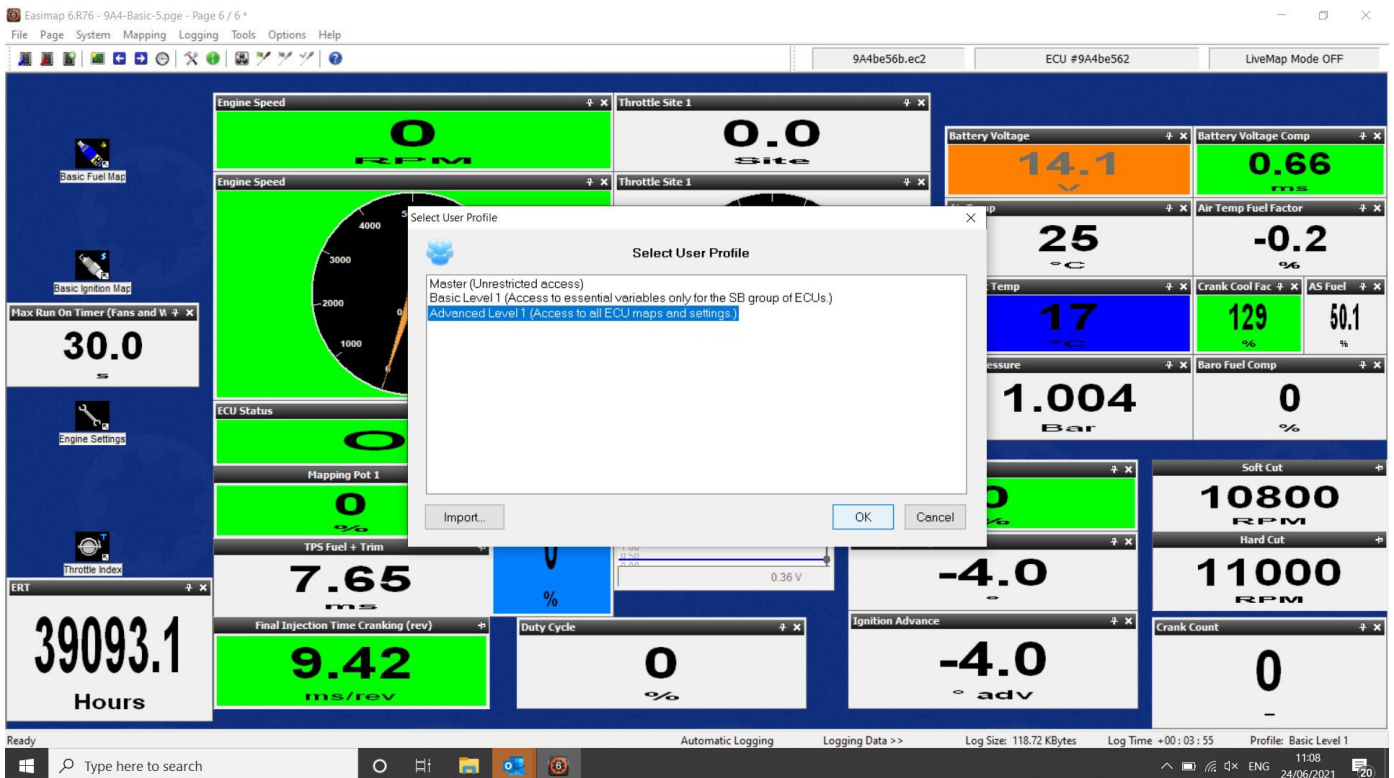 Easimap 6.R76 - 9A4-Basic-5.pge - Page 6 / 6 *
File Page System Mapping Logging Tools Options Help
9A4be56b.ec2 ECU #9A4be562 LiveMap Mode OFF
Basic Fuel Map
Basic Ignition Map
Max Run On Timer (Fans and W
30.0
s
Engine Settings
Throttle Index
ERT
39093.1
Hours
Engine Speed
0
RPM
Throttle Site 1
0.0
Site
Engine Speed
4000
3000
2000
1000
0
Throttle Site 1
ECU Status
Mapping Pot 1
0
%
TPS Fuel + Trim
7.65
ms
0
%
0.50
0.36 V
Final Injection Time Cranking (rev)
9.42
ms/rev
Duty Cycle
0
%
Select User Profile
Select User Profile
Master (Unrestricted access)
Basic Level 1 (Access to essential variables only for the SB group of ECUs.)
Advanced Level 1 (Access to all ECU maps and settings.)
Import...
OK Cancel
Battery Voltage
14.1
V
Battery Voltage Comp
0.66
ms
25
°C
Air Temp Fuel Factor
-0.2
%
Temp
17
°C
Crank Cool Fac
129
%
AS Fuel
50.1
%
1.004
Bar
Baro Fuel Comp
0
%
-4.0
°
Ignition Advance
-4.0
° adv
Soft Cut
10800
RPM
Hard Cut
11000
RPM
Crank Count
0
-
Ready Automatic Logging Logging Data >> Log Size: 118.72 KBytes Log Time +00 : 03 : 55 Profile: Basic Level 1
Type here to search
ENG
11:08
24/06/2021
20